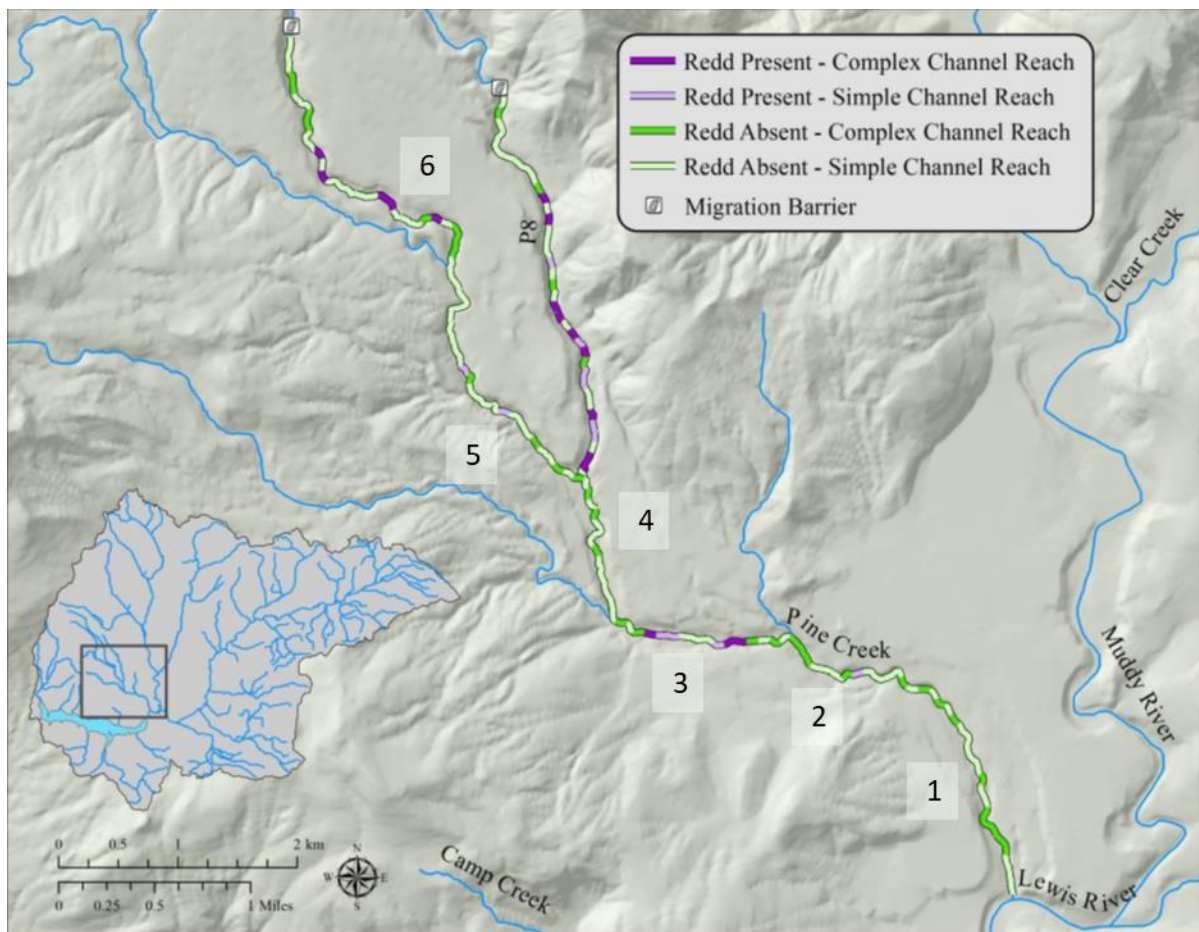 Redd Present - Complex Channel Reach
Redd Present - Simple Channel Reach
Redd Absent - Complex Channel Reach
Redd Absent - Simple Channel Reach
Migration Barrier
6
P8
Clear Creek
5
4
Pine Creek
3
2
Muddy River
1
0 0.5 1 2 km
N
W E
S
0 0.25 0.5 1 Miles
Camp Creek
Lewis River